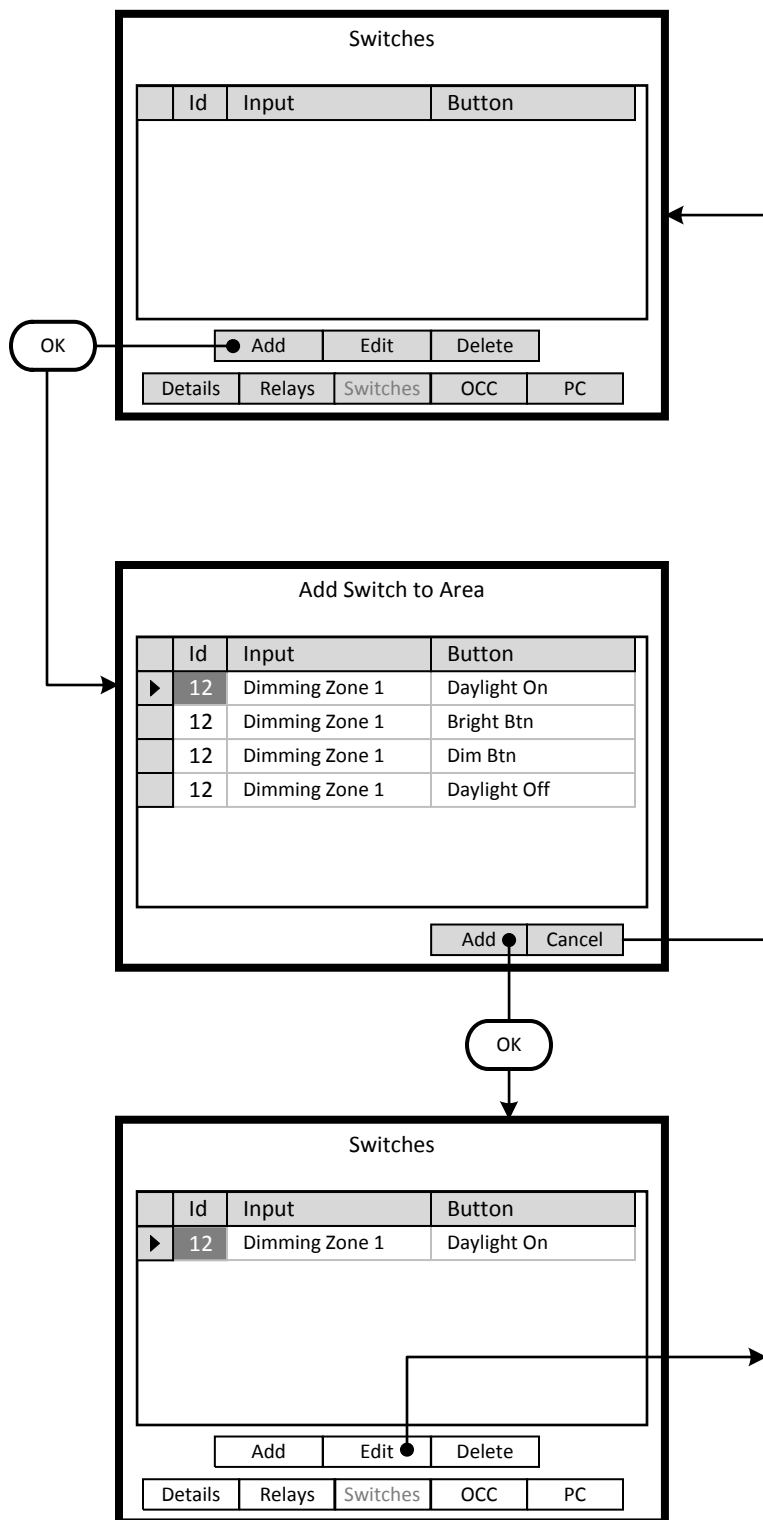 Switches
Id Input Button
OK
Add Edit Delete
Details Relays Switches OCC PC
Add Switch to Area
Id Input Button
12 Dimming Zone 1 Daylight On
12 Dimming Zone 1 Bright Btn
12 Dimming Zone 1 Dim Btn
12 Dimming Zone 1 Daylight Off
Add Cancel
OK
Switches
Id Input Button
12 Dimming Zone 1 Daylight On
Add Edit Delete
Details Relays Switches OCC PC